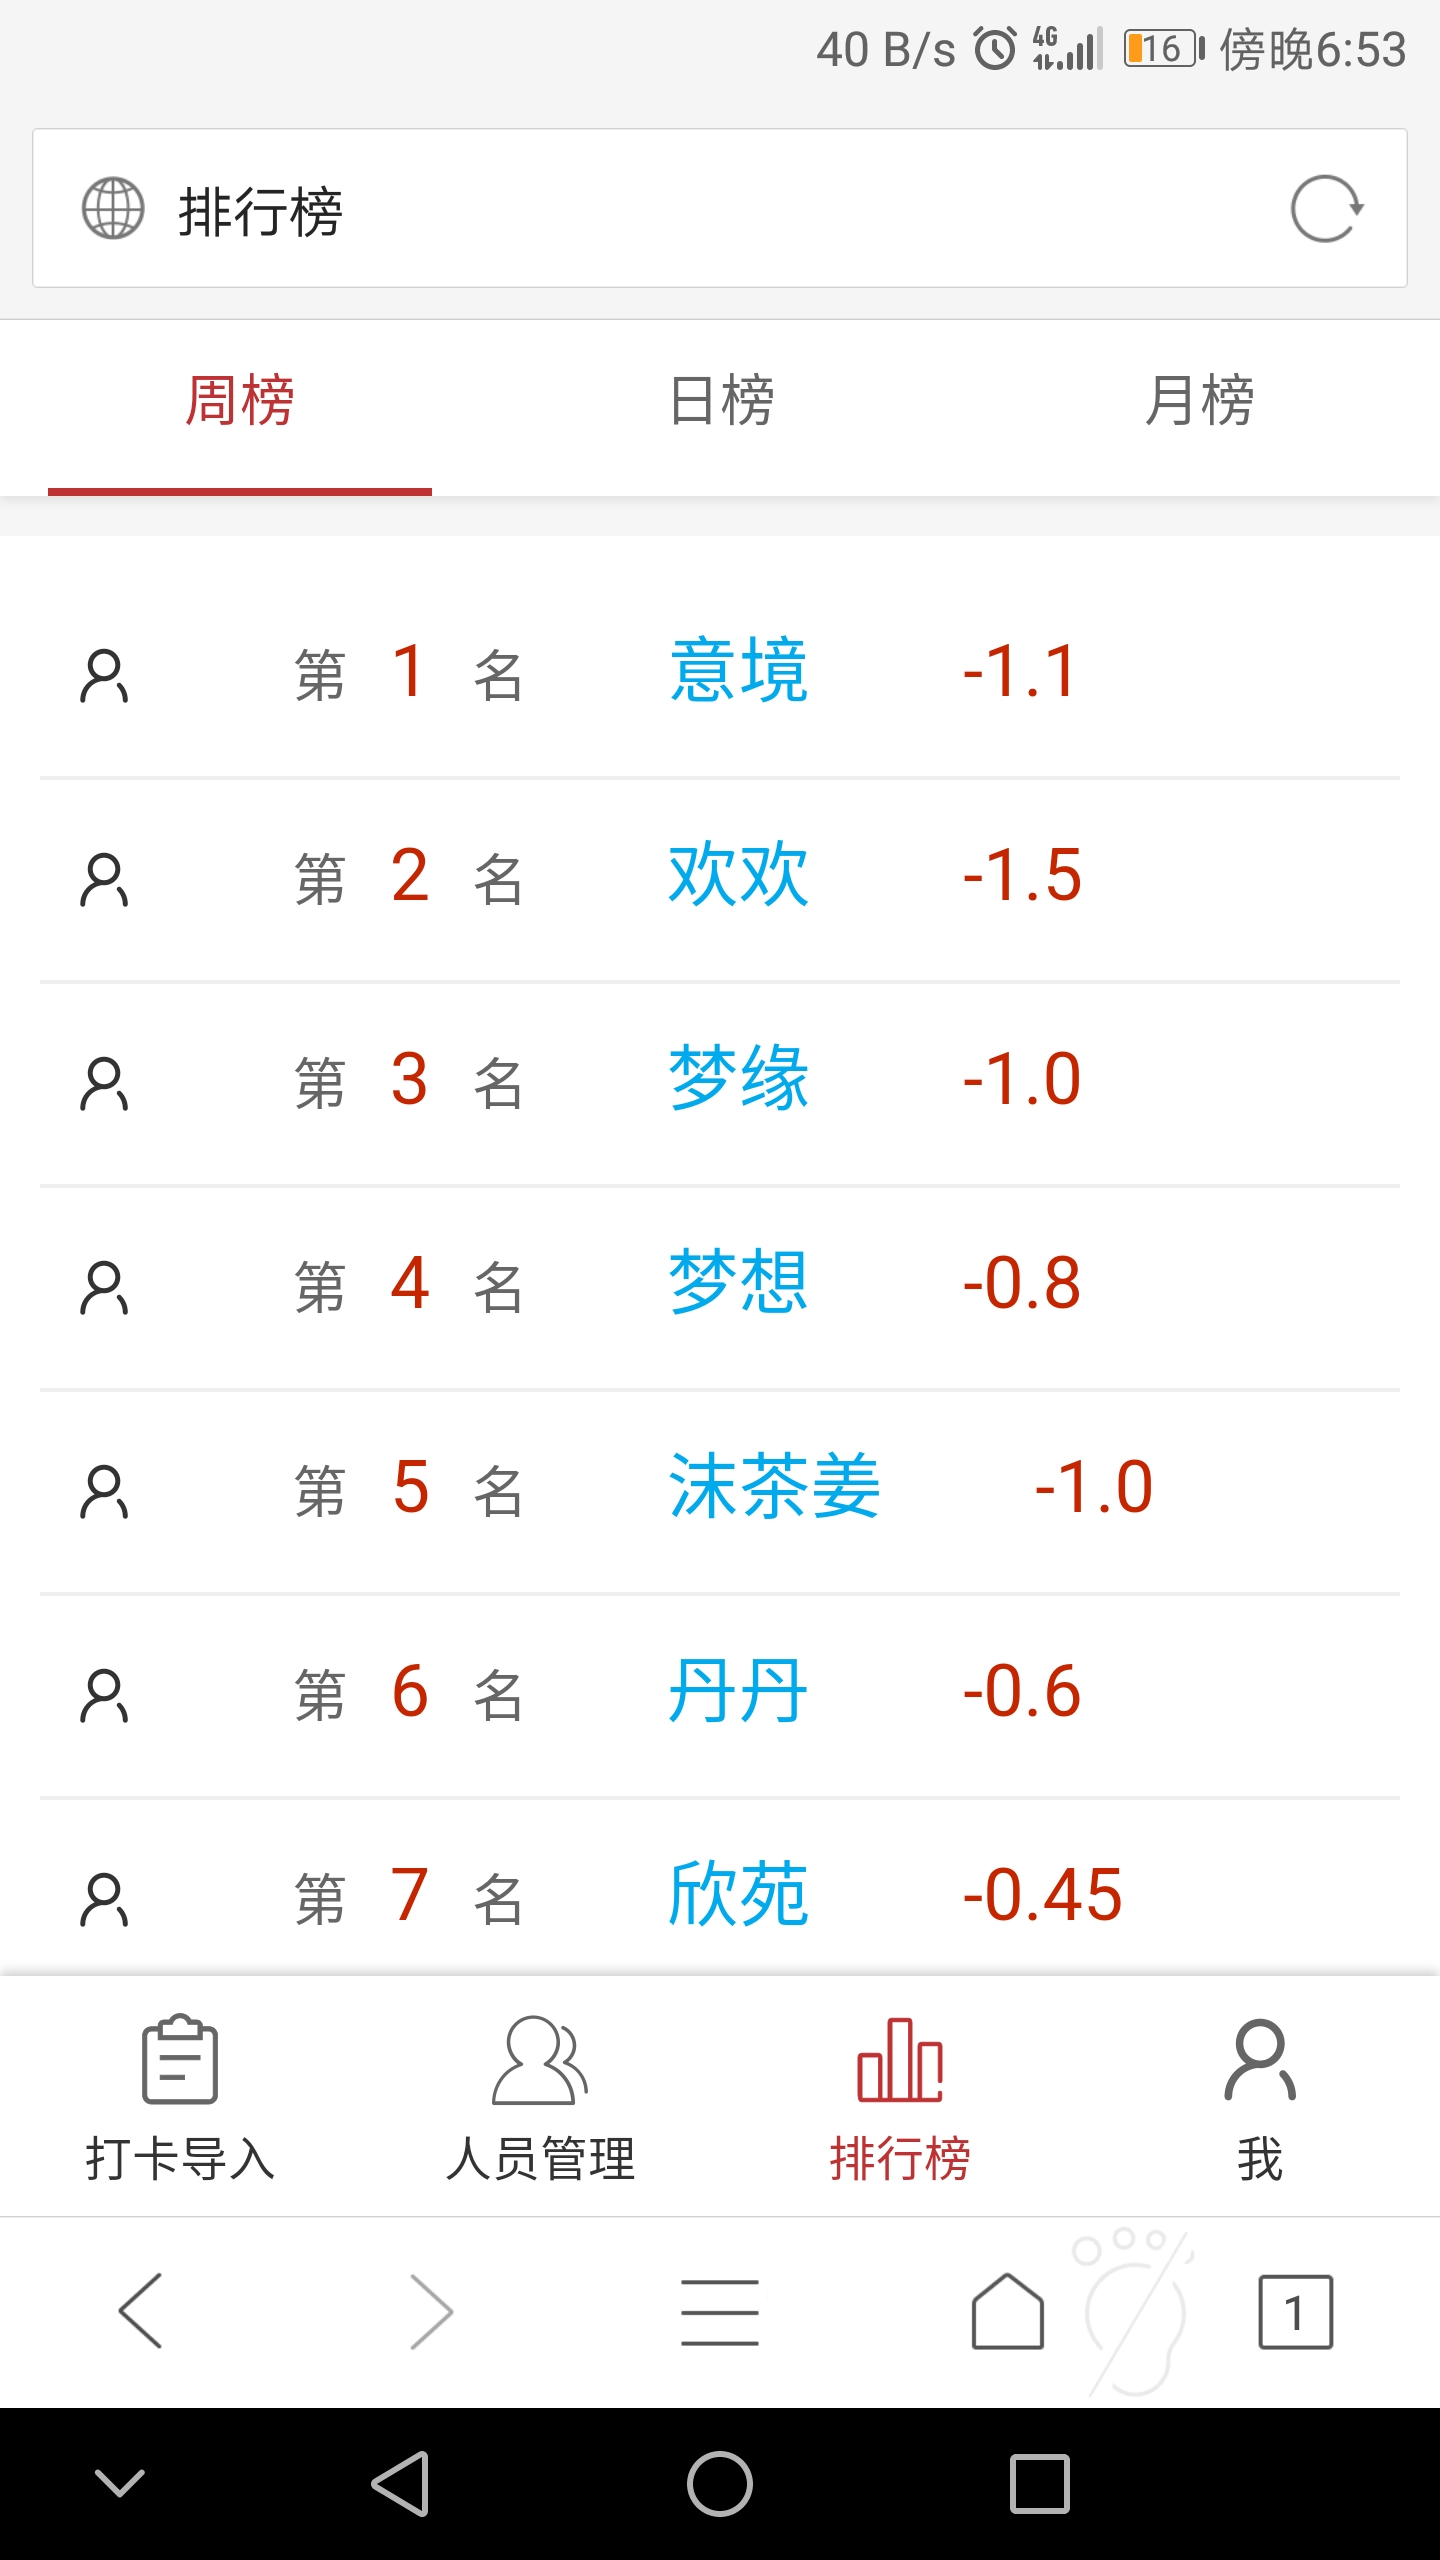 40 B/s 4G 16 傍晚6:53
排行榜
周榜 日榜 月榜
第 1 名 意境 -1.1
第 2 名 欢欢 -1.5
第 3 名 梦缘 -1.0
第 4 名 梦想 -0.8
第 5 名 沫茶姜 -1.0
第 6 名 丹丹 -0.6
第 7 名 欣苑 -0.45
打卡导入 人员管理 排行榜 我
1